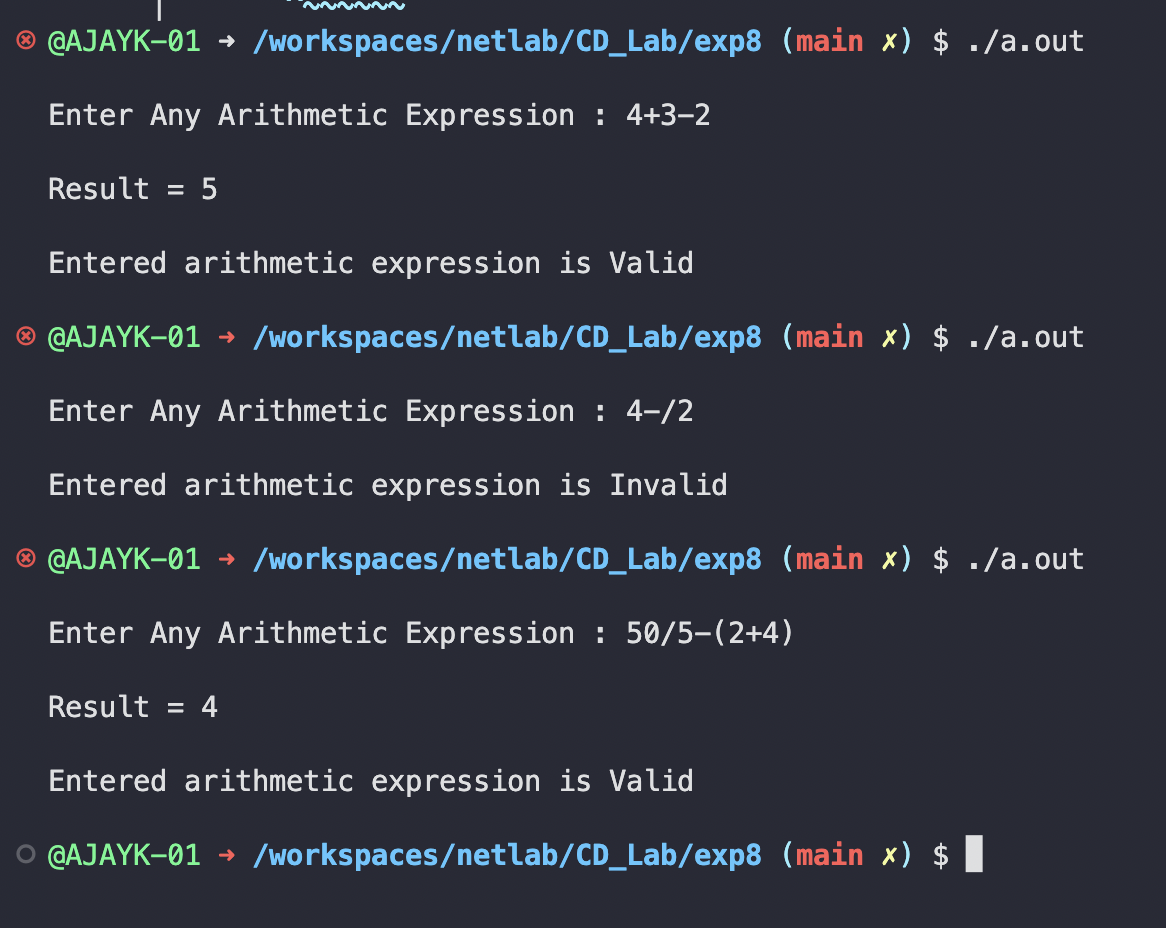 @AJAYK-01 ➜ /workspaces/netlab/CD_Lab/exp8 (main ✗) $ ./a.out
Enter Any Arithmetic Expression : 4+3-2
Result = 5
Entered arithmetic expression is Valid
@AJAYK-01 ➜ /workspaces/netlab/CD_Lab/exp8 (main ✗) $ ./a.out
Enter Any Arithmetic Expression : 4-/2
Entered arithmetic expression is Invalid
@AJAYK-01 ➜ /workspaces/netlab/CD_Lab/exp8 (main ✗) $ ./a.out
Enter Any Arithmetic Expression : 50/5-(2+4)
Result = 4
Entered arithmetic expression is Valid
@AJAYK-01 ➜ /workspaces/netlab/CD_Lab/exp8 (main ✗) $